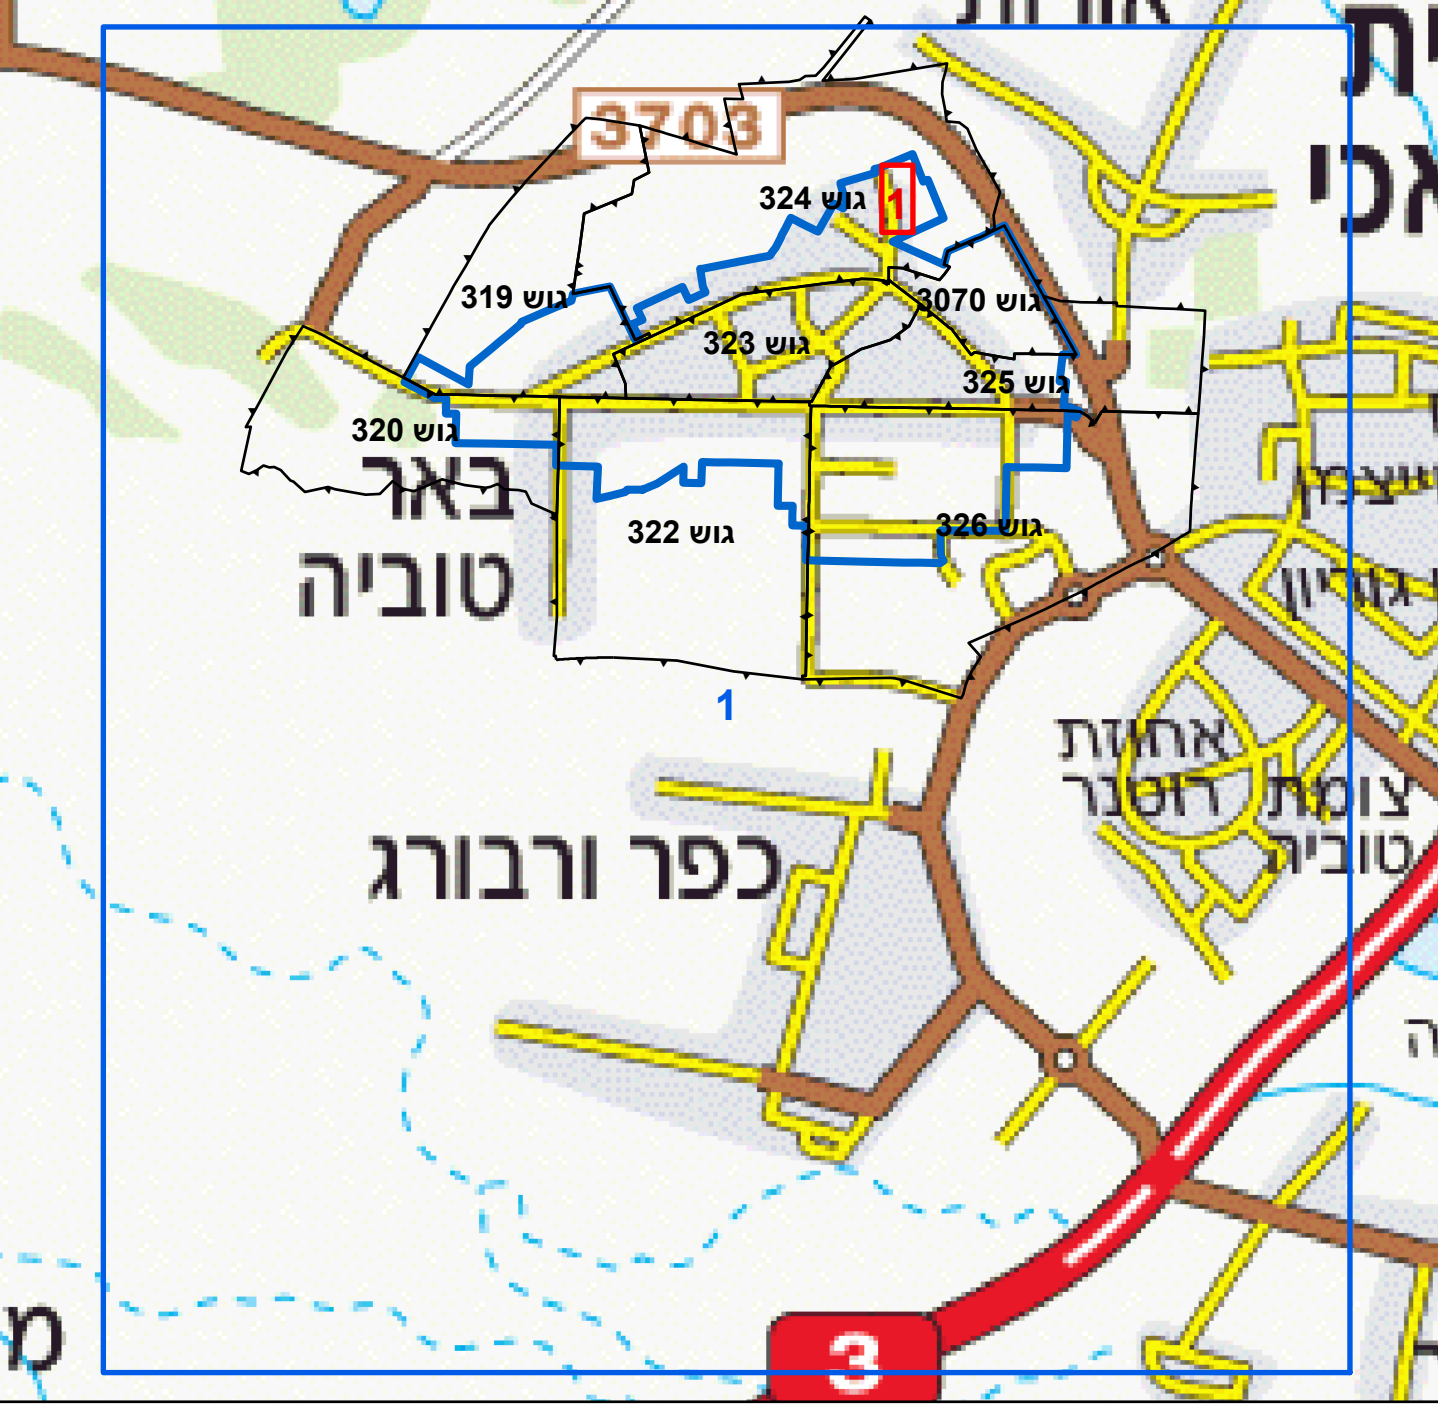 3703
גוש 324
1
גוש 319
גוש 3070
גוש 323
גוש 325
גוש 320
באר
טוביה
גוש 322
גוש 326
1
אחוזת
דוטנר
צומת
טוביה
כפר ורבורג
3